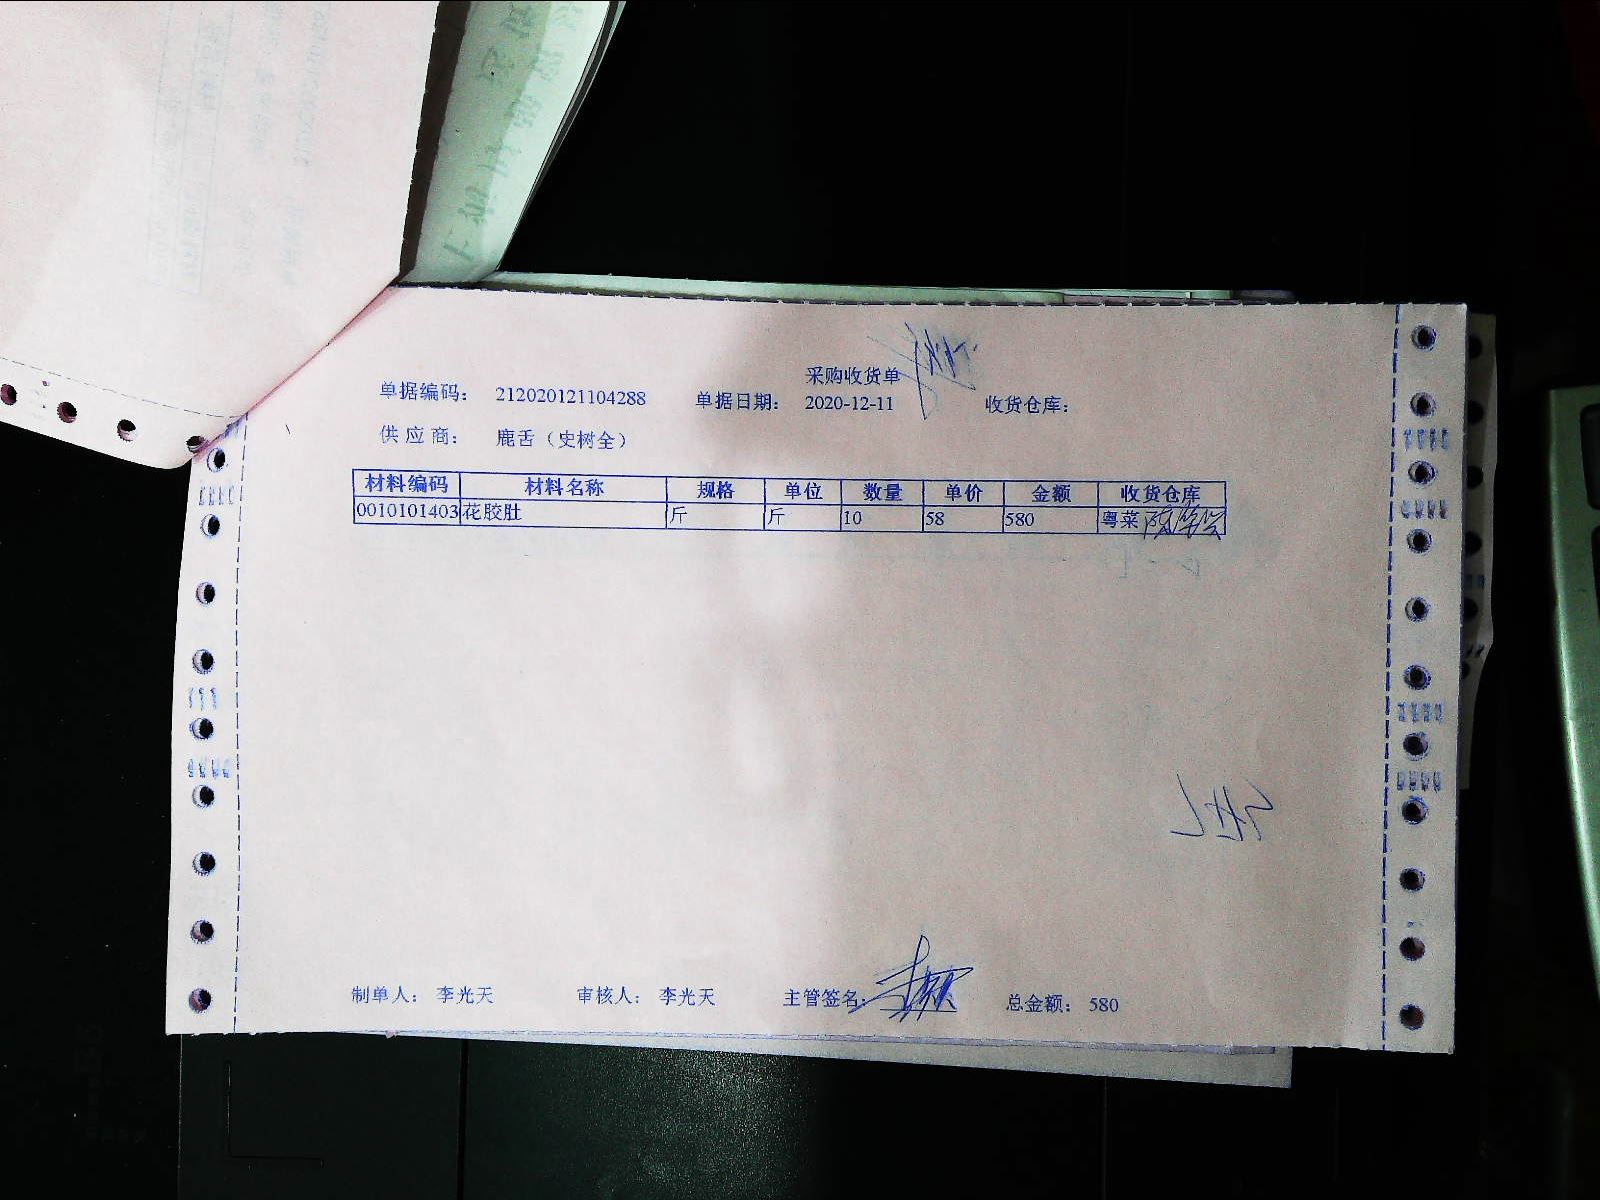 采购收货单
单据编码： 212020121104288 单据日期： 2020-12-11 收货仓库：
供应商： 鹿舌（史树全）
材料编码 材料名称 规格 单位 数量 单价 金额 收货仓库
0010101403 花胶肚 斤 斤 10 58 580 粤菜
制单人： 李光天 审核人： 李光天 主管签名： 总金额： 580